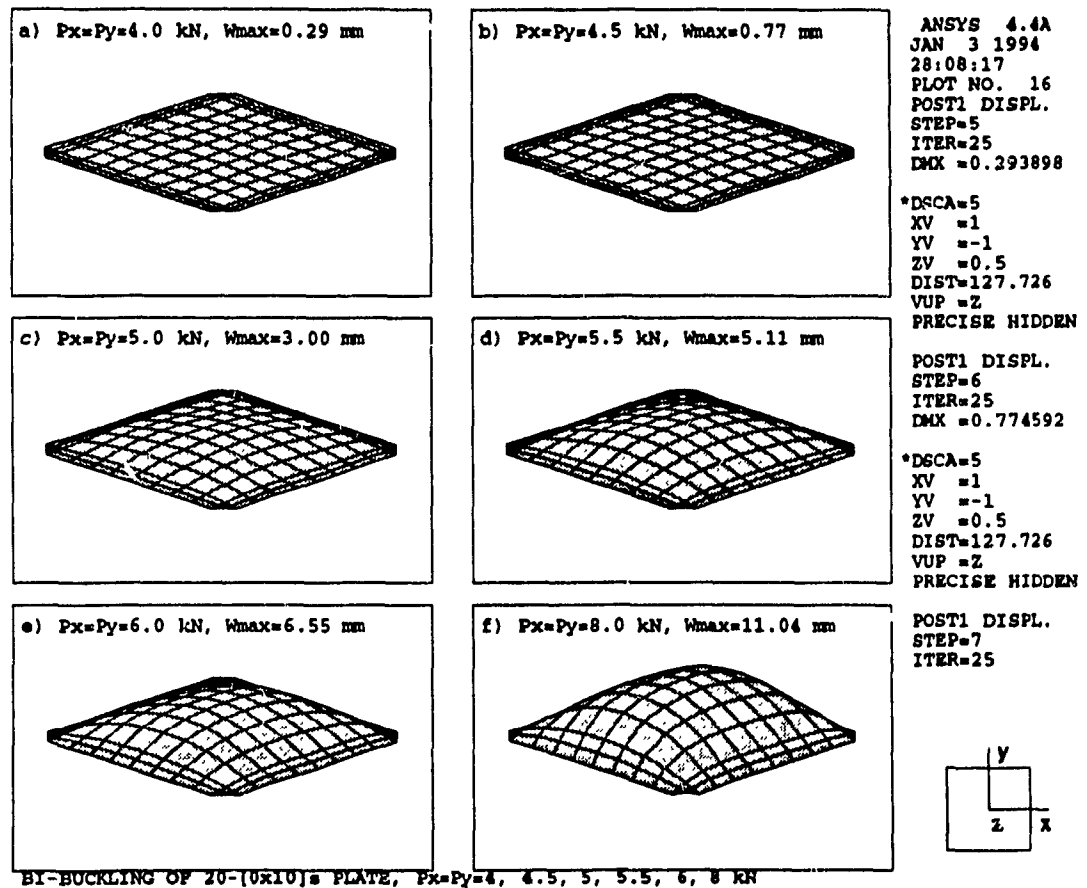 a) Px=Py=4.0 kN, Wmax=0.29 mm
b) Px=Py=4.5 kN, Wmax=0.77 mm
c) Px=Py=5.0 kN, Wmax=3.00 mm
d) Px=Py=5.5 kN, Wmax=5.11 mm
e) Px=Py=6.0 kN, Wmax=6.55 mm
f) Px=Py=8.0 kN, Wmax=11.04 mm
ANSYS 4.4A
JAN 3 1994
28:08:17
PLOT NO. 16
POST1 DISPL.
STEP=5
ITER=25
DMX =0.293898
*DSCA=5
XV =1
YV =-1
ZV =0.5
DIST=127.726
VUP =Z
PRECISE HIDDEN
POST1 DISPL.
STEP=6
ITER=25
DMX =0.774592
*DSCA=5
XV =1
YV =-1
ZV =0.5
DIST=127.726
VUP =Z
PRECISE HIDDEN
POST1 DISPL.
STEP=7
ITER=25
Y
Z X
BI-BUCKLING OF 20-[0x10]s PLATE, Px=Py=4, 4.5, 5, 5.5, 6, 8 kN